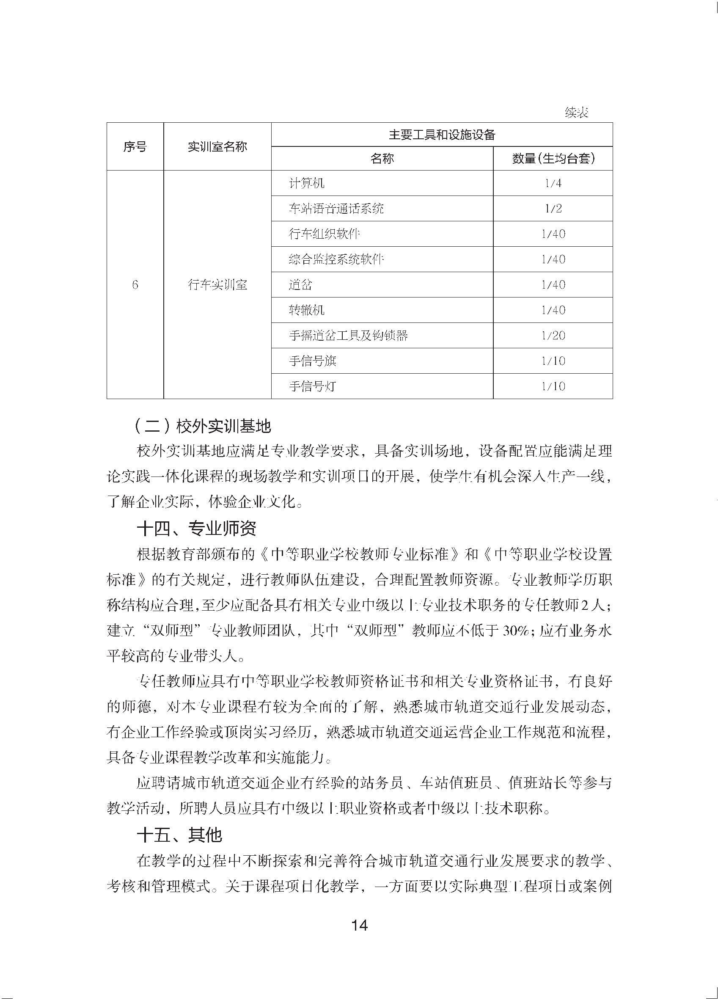 续表
序号 实训室名称 主要工具和设施设备
名称 数量(生均台套)
计算机 1/4
车站语音通话系统 1/2
行车组织软件 1/40
综合监控系统软件 1/40
6 行车实训室 道岔 1/40
转辙机 1/40
手摇道岔工具及钩锁器 1/20
手信号旗 1/10
手信号灯 1/10
（二）校外实训基地
校外实训基地应满足专业教学要求，具备实训场地，设备配置应能满足理
论实践一体化课程的现场教学和实训项目的开展，使学生有机会深入生产一线，
了解企业实际，体验企业文化。
十四、专业师资
根据教育部颁布的《中等职业学校教师专业标准》和《中等职业学校设置
标准》的有关规定，进行教师队伍建设，合理配置教师资源。专业教师学历职
称结构应合理，至少应配备具有相关专业中级以上专业技术职务的专任教师2人；
建立“双师型”专业教师团队，其中“双师型”教师应不低于30%；应有业务水
平较高的专业带头人。
专任教师应具有中等职业学校教师资格证书和相关专业资格证书，有良好
的师德，对本专业课程有较为全面的了解，熟悉城市轨道交通行业发展动态，
有企业工作经验或顶岗实习经历，熟悉城市轨道交通运营企业工作规范和流程，
具备专业课程教学改革和实施能力。
应聘请城市轨道交通企业有经验的站务员、车站值班员、值班站长等参与
教学活动，所聘人员应具有中级以上职业资格或者中级以上技术职称。
十五、其他
在教学的过程中不断探索和完善符合城市轨道交通行业发展要求的教学、
考核和管理模式。关于课程项目化教学，一方面要以实际典型工程项目或案例
14